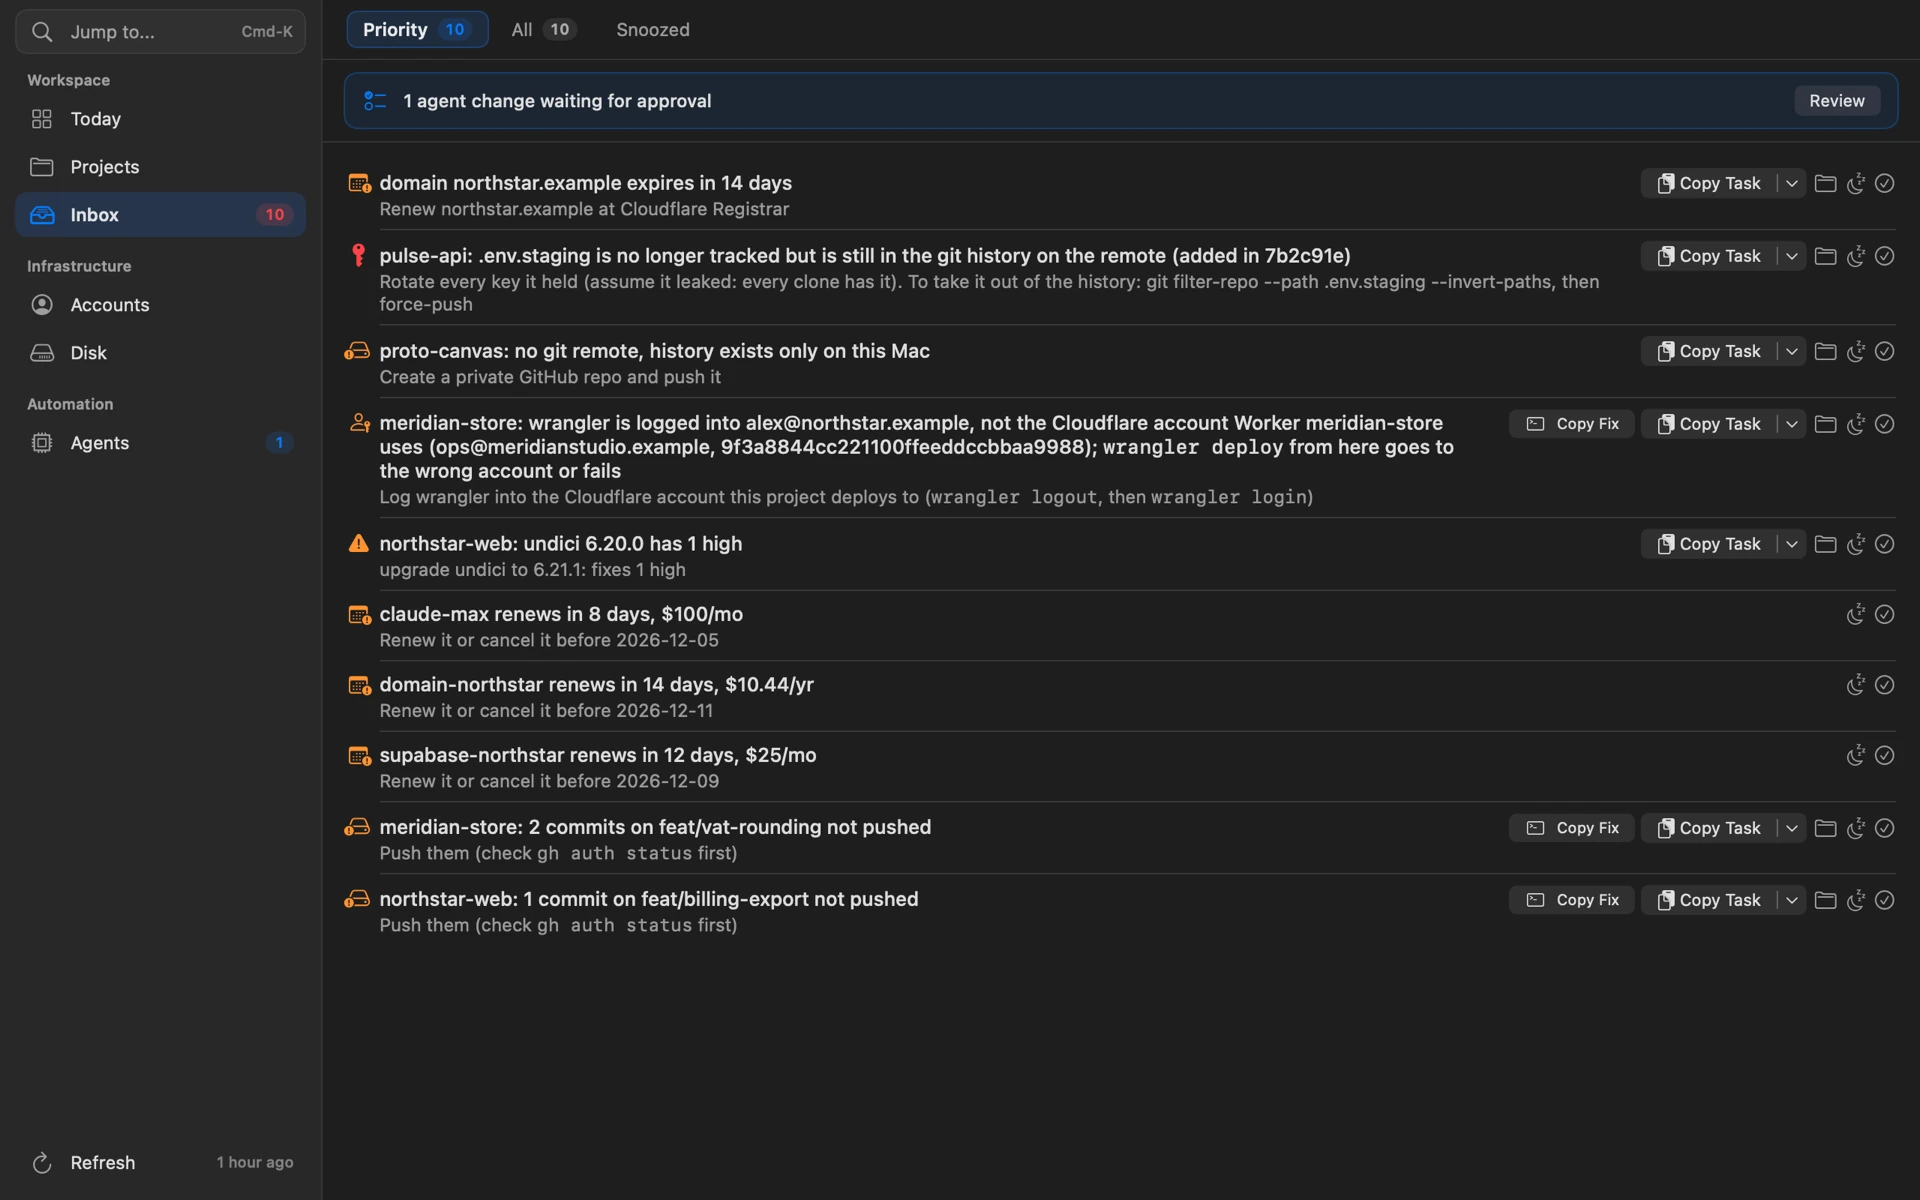 Jump to... Cmd-K
Workspace
Today
Projects
Inbox 10
Infrastructure
Accounts
Disk
Automation
Agents 1
Refresh 1 hour ago
Priority 10 All 10 Snoozed
1 agent change waiting for approval Review
domain northstar.example expires in 14 days Copy Task
Renew northstar.example at Cloudflare Registrar
pulse-api: .env.staging is no longer tracked but is still in the git history on the remote (added in 7b2c91e) Copy Task
Rotate every key it held (assume it leaked: every clone has it). To take it out of the history: git filter-repo --path .env.staging --invert-paths, then
force-push
proto-canvas: no git remote, history exists only on this Mac Copy Task
Create a private GitHub repo and push it
meridian-store: wrangler is logged into alex@northstar.example, not the Cloudflare account Worker meridian-store Copy Fix Copy Task
uses (ops@meridianstudio.example, 9f3a8844cc221100ffeeddccbbaa9988); wrangler deploy from here goes to
the wrong account or fails
Log wrangler into the Cloudflare account this project deploys to (wrangler logout, then wrangler login)
northstar-web: undici 6.20.0 has 1 high Copy Task
upgrade undici to 6.21.1: fixes 1 high
claude-max renews in 8 days, $100/mo
Renew it or cancel it before 2026-12-05
domain-northstar renews in 14 days, $10.44/yr
Renew it or cancel it before 2026-12-11
supabase-northstar renews in 12 days, $25/mo
Renew it or cancel it before 2026-12-09
meridian-store: 2 commits on feat/vat-rounding not pushed Copy Fix Copy Task
Push them (check gh auth status first)
northstar-web: 1 commit on feat/billing-export not pushed Copy Fix Copy Task
Push them (check gh auth status first)